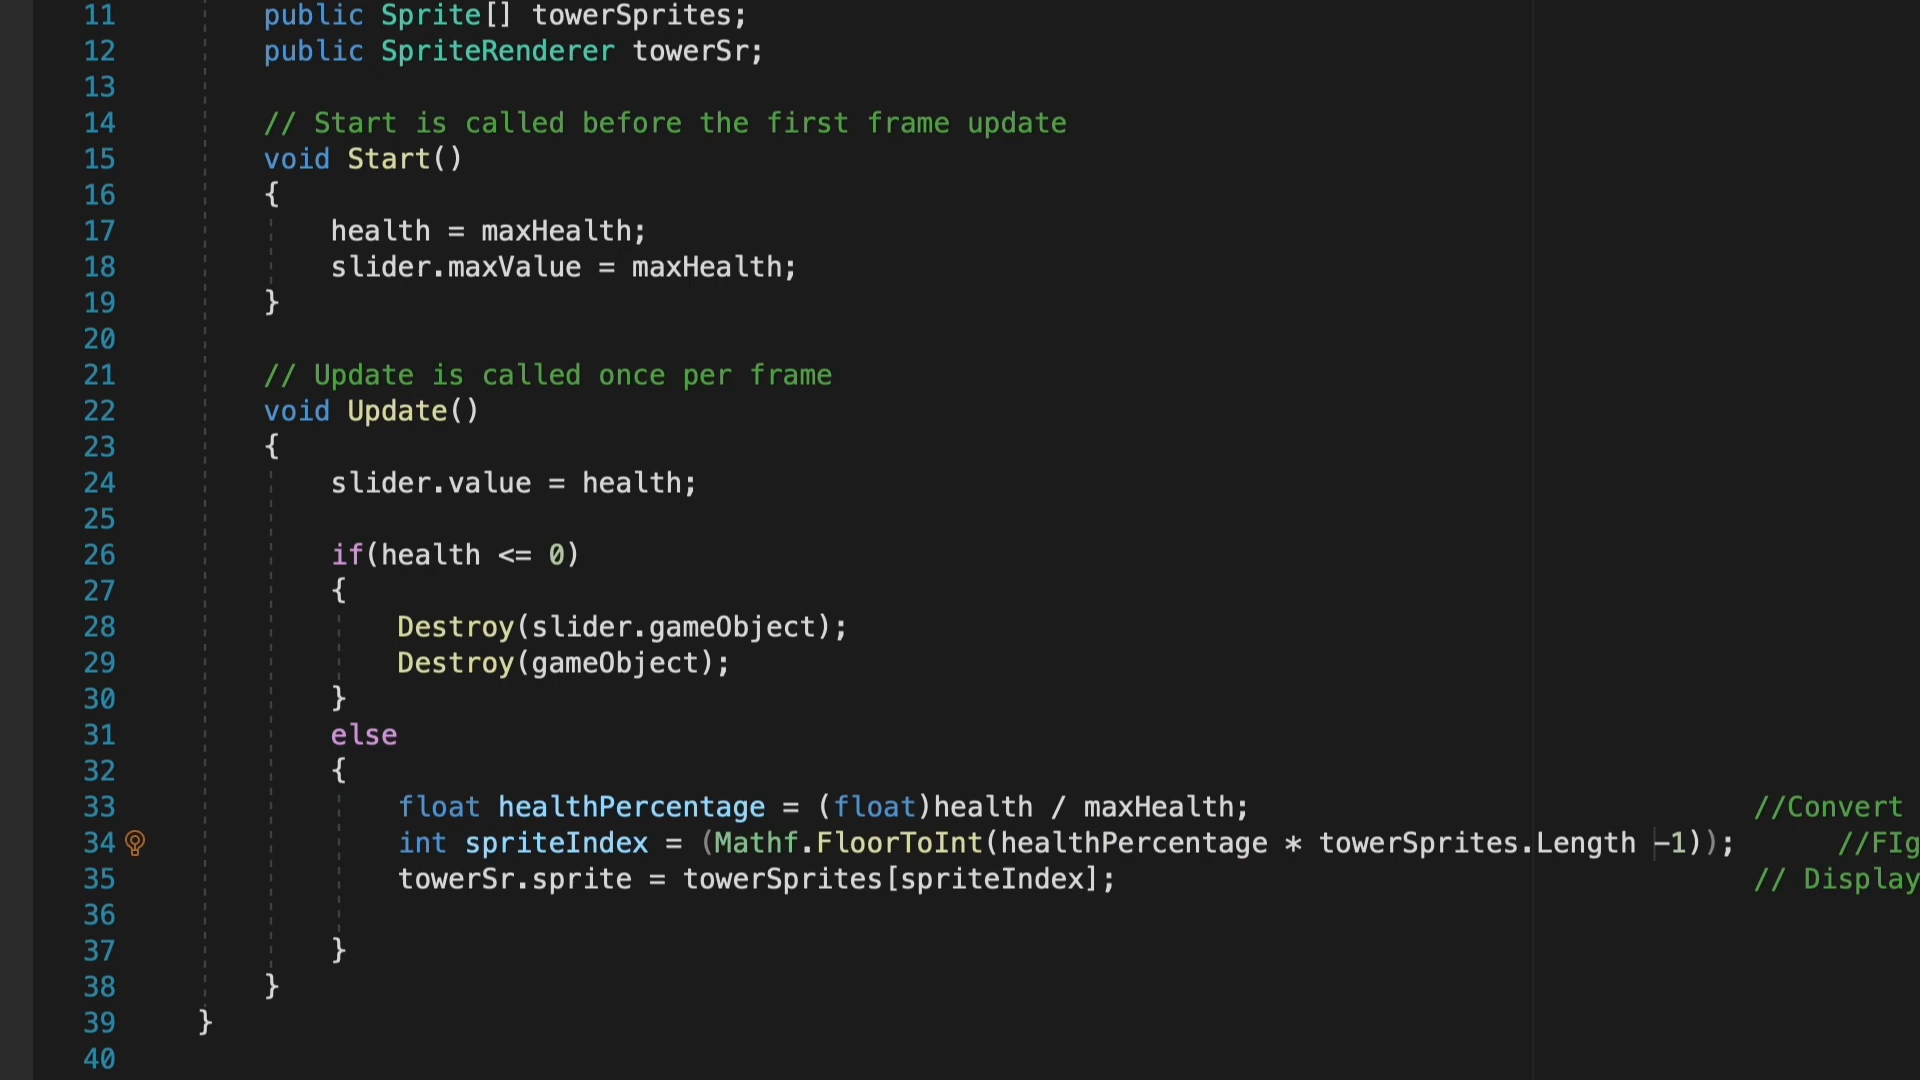 11 public Sprite[] towerSprites;
12 public SpriteRenderer towerSr;
13
14 // Start is called before the first frame update
15 void Start()
16 {
17 health = maxHealth;
18 slider.maxValue = maxHealth;
19 }
20
21 // Update is called once per frame
22 void Update()
23 {
24 slider.value = health;
25
26 if(health <= 0)
27 {
28 Destroy(slider.gameObject);
29 Destroy(gameObject);
30 }
31 else
32 {
33 float healthPercentage = (float)health / maxHealth; //Convert
34 int spriteIndex = (Mathf.FloorToInt(healthPercentage * towerSprites.Length -1)); //FIg
35 towerSr.sprite = towerSprites[spriteIndex]; // Display
36
37 }
38 }
39 }
40